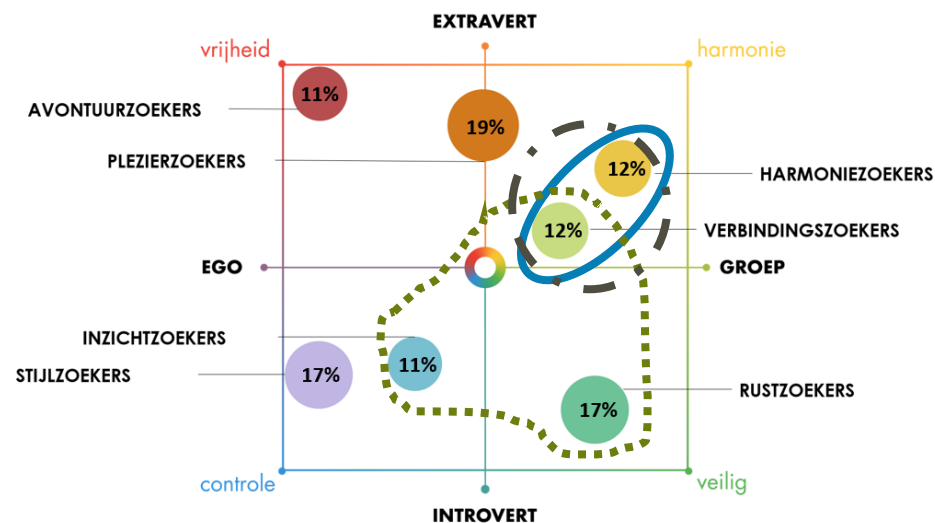 EXTRAVERT
vrijheid
harmonie
11%
AVONTUURZOEKERS
19%
PLEZIERZOEKERS
12%
HARMONIEZOEKERS
12%
VERBINDINGSZOEKERS
EGO
GROEP
INZICHTZOEKERS
11%
STIJLZOEKERS
17%
17%
RUSTZOEKERS
controle
veilig
INTROVERT